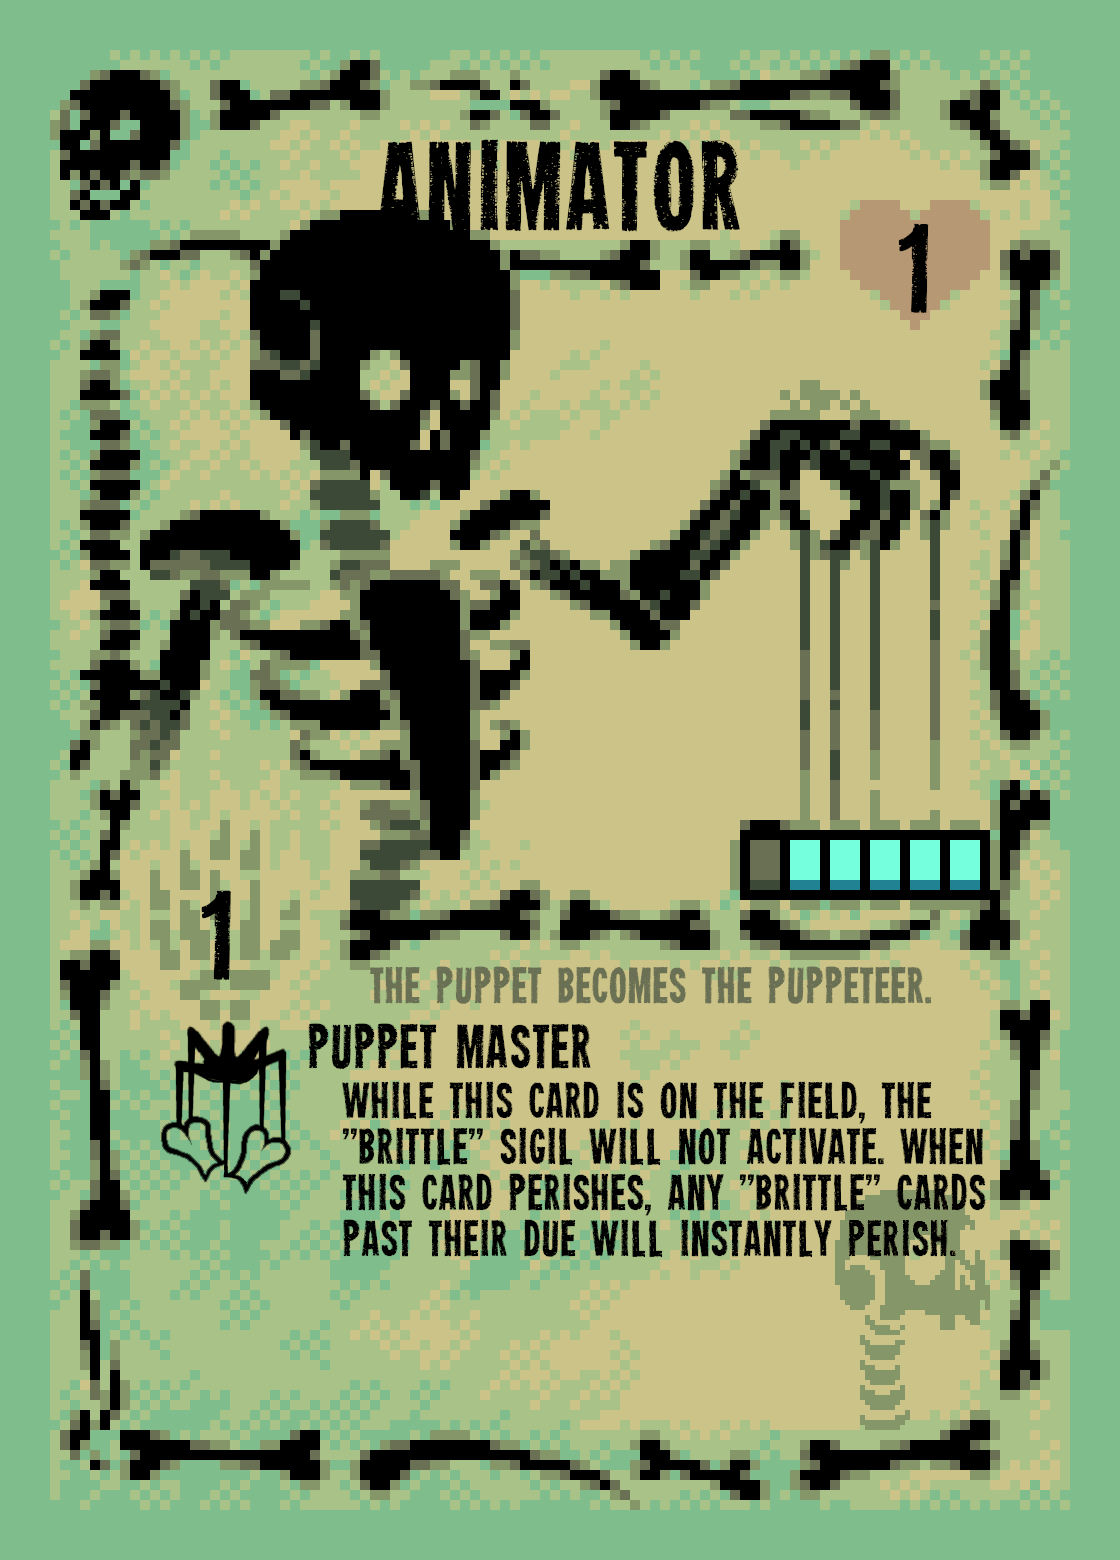 ANIMATOR
1
1
THE PUPPET BECOMES THE PUPPETEER.
PUPPET MASTER
WHILE THIS CARD IS ON THE FIELD, THE
"BRITTLE" SIGIL WILL NOT ACTIVATE. WHEN
THIS CARD PERISHES, ANY "BRITTLE" CARDS
PAST THEIR DUE WILL INSTANTLY PERISH.